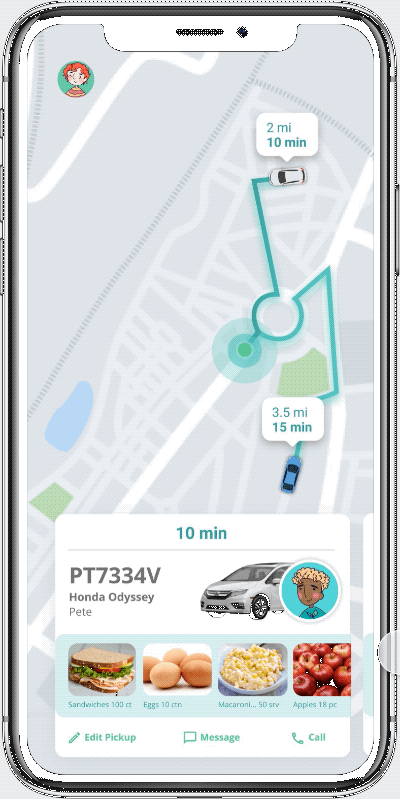 2 mi
10 min
3.5 mi
15 min
10 min
PT7334V
Honda Odyssey
Pete
Sandwiches 100 ct
Eggs 10 ctn
Macaroni... 50 srv
Apples 18 pc
Edit Pickup
Message
Call